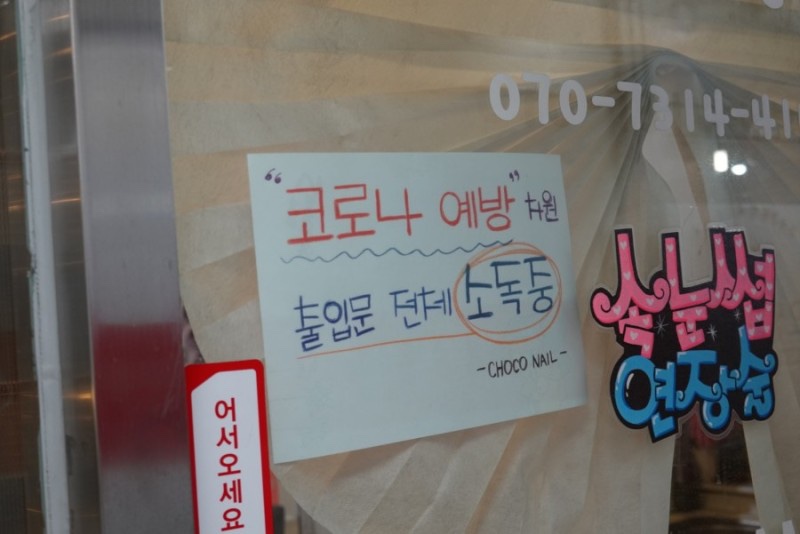 070-7314-41
“코로나 예방” 차원
출입문 전체 소독중
-CHOCO NAIL-
속눈썹
연장술
어서오세요